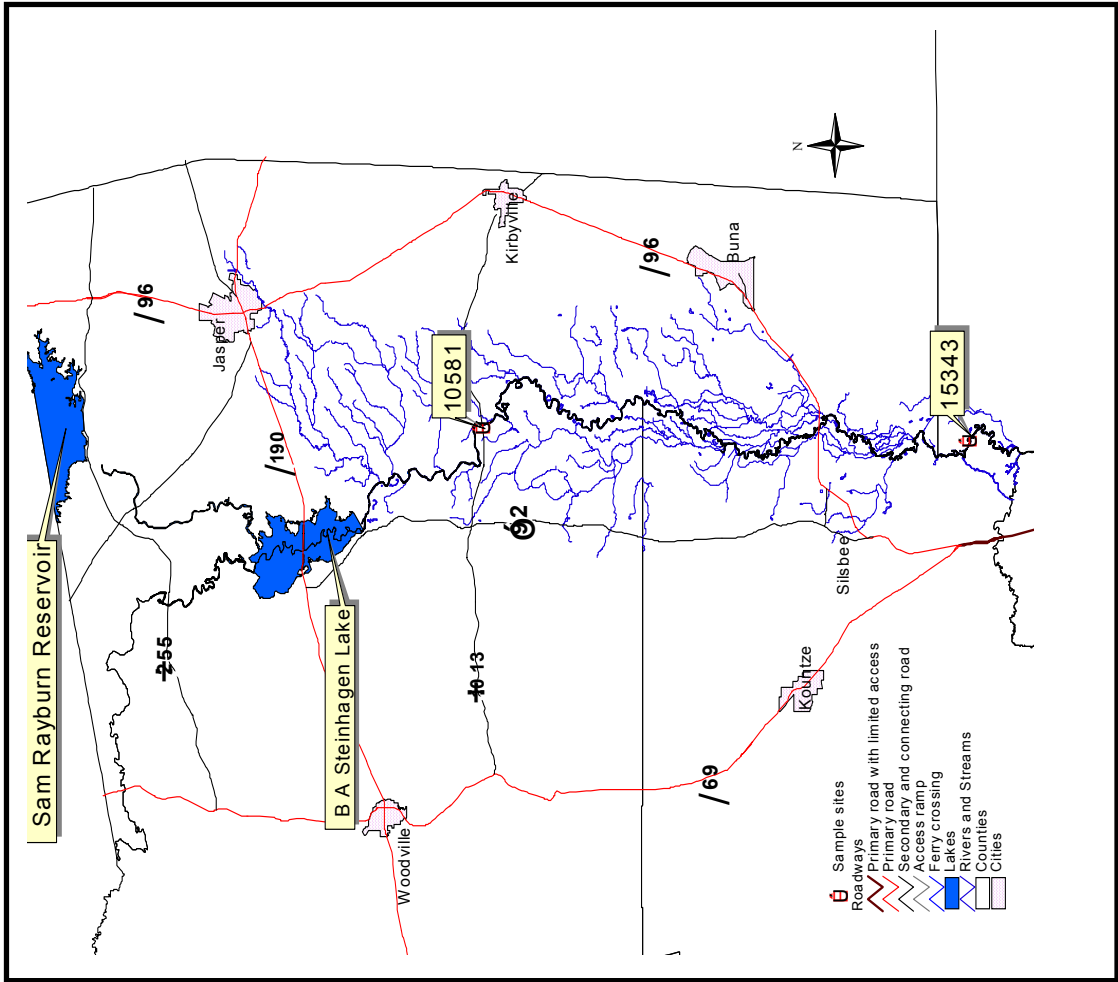 Sam Rayburn Reservoir
96
Jasper
190
B A Steinhagen Lake
255
Woodville
10581
Kirbyville
N
92
1013
96
Buna
69
Kountze
Silsbee
15343
Sample sites
Roadways
Primary road with limited access
Primary road
Secondary and connecting road
Access ramp
Ferry crossing
Lakes
Rivers and Streams
Counties
Cities